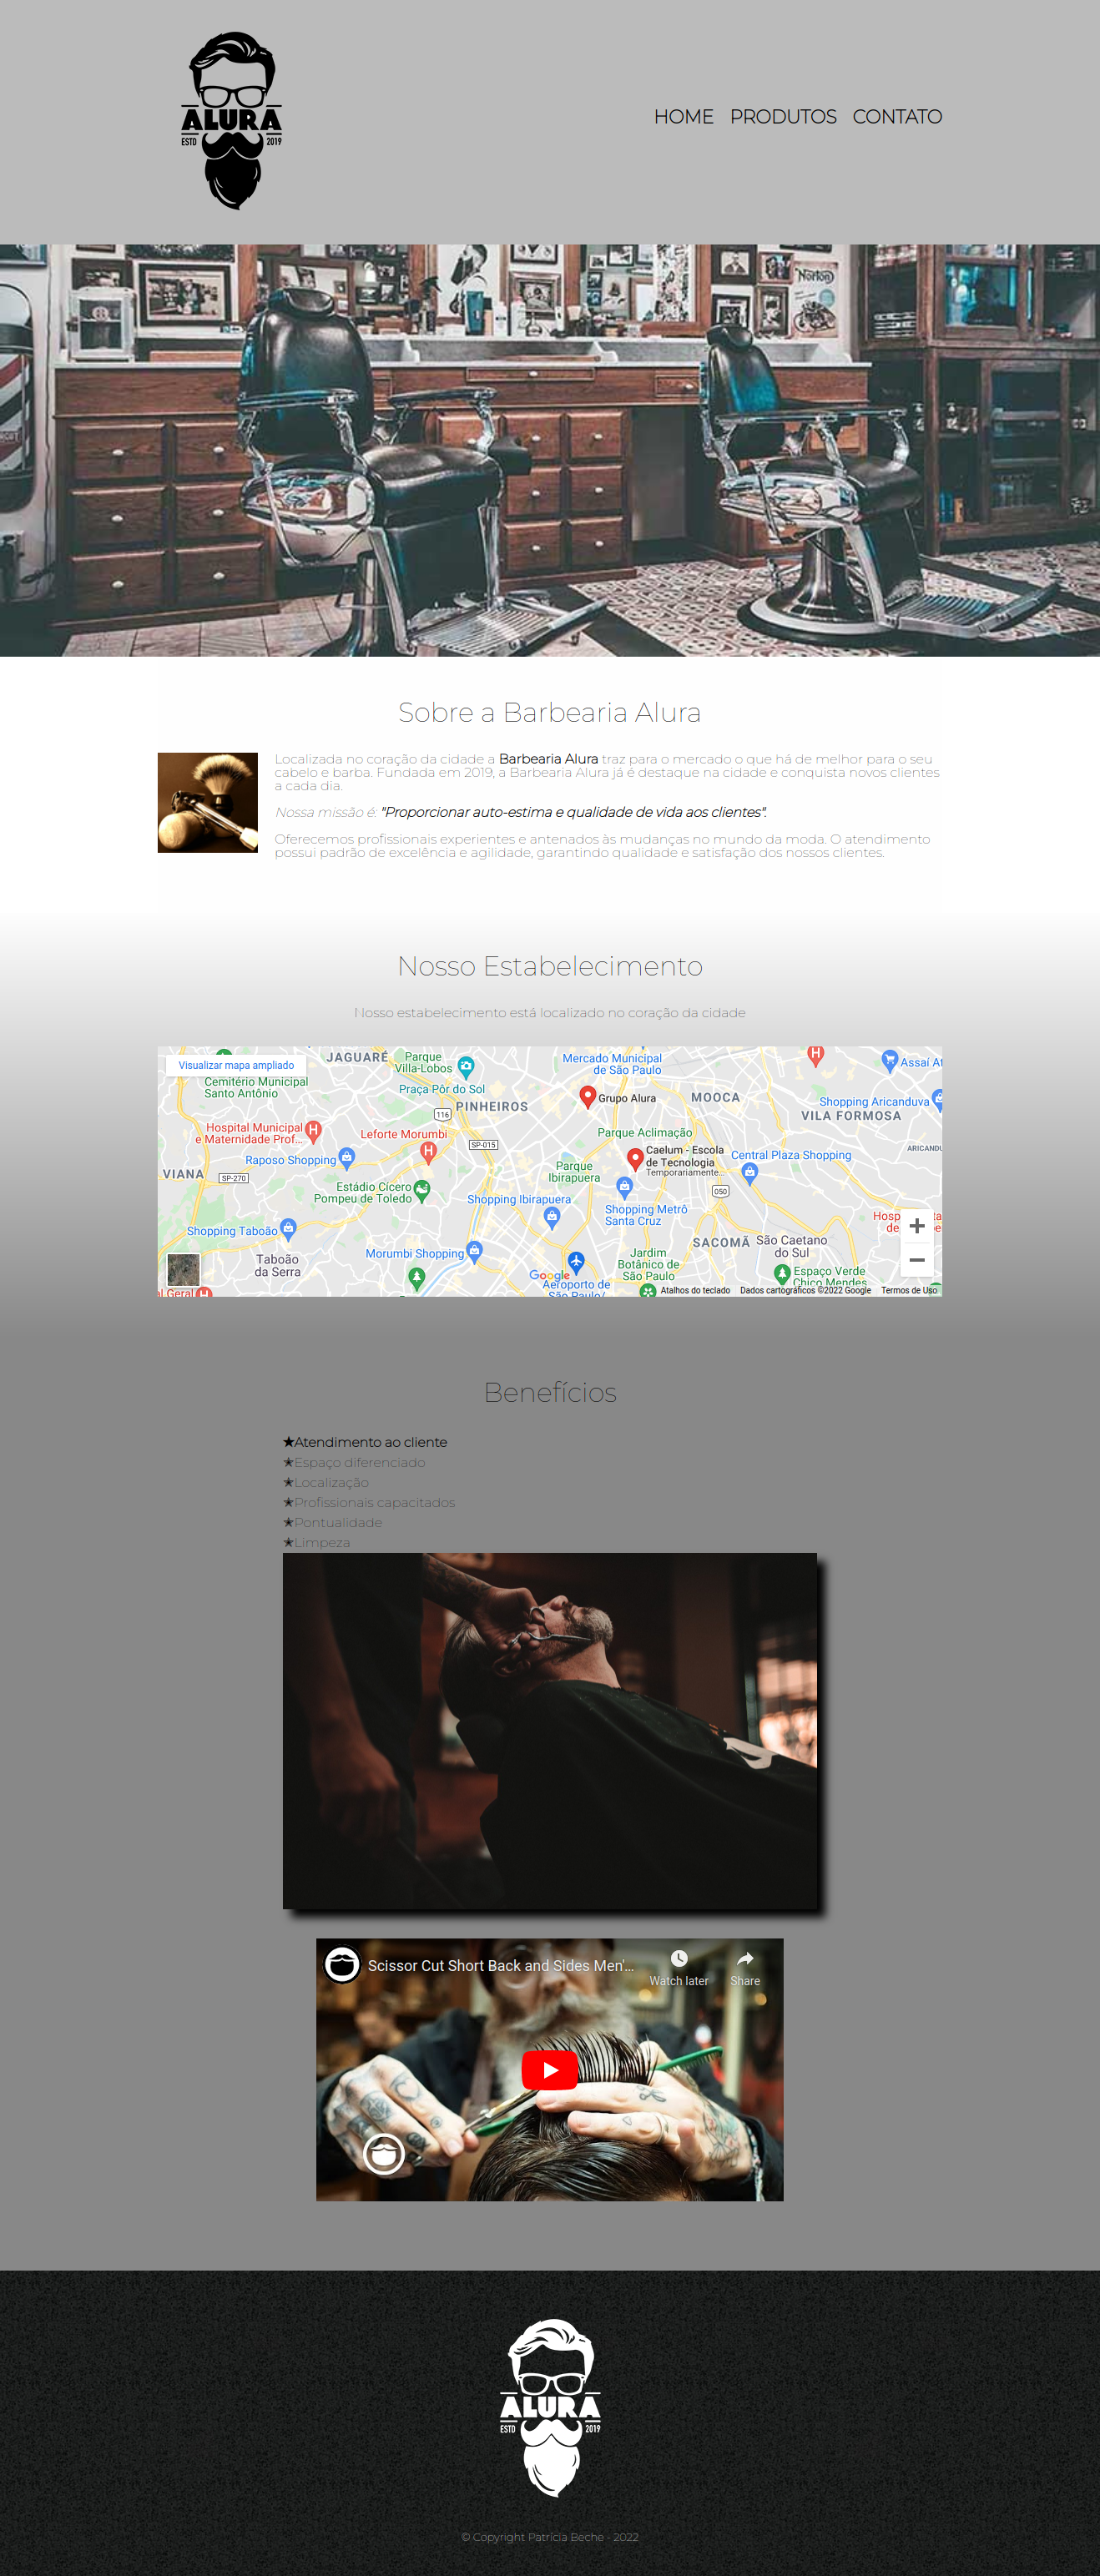 ALURA
ESTD 2019
HOME PRODUTOS CONTATO
Norton
Sobre a Barbearia Alura
Localizada no coração da cidade a Barbearia Alura traz para o mercado o que há de melhor para o seu
cabelo e barba. Fundada em 2019, a Barbearia Alura já é destaque na cidade e conquista novos clientes
a cada dia.
Nossa missão é: "Proporcionar auto-estima e qualidade de vida aos clientes".
Oferecemos profissionais experientes e antenados às mudanças no mundo da moda. O atendimento
possui padrão de excelência e agilidade, garantindo qualidade e satisfação dos nossos clientes.
Nosso Estabelecimento
Nosso estabelecimento está localizado no coração da cidade
Visualizar mapa ampliado
JAGUARÉ
Parque
Villa-Lobos
Mercado Municipal
de São Paulo
Assaí At
Cemitério Municipal
Santo Antônio
Praça Pôr do Sol
116
PINHEIROS
Grupo Alura
MOOCA
Shopping Aricanduva
VILA FORMOSA
Hospital Municipal
e Maternidade Prof...
Leforte Morumbi
SP-015
Parque Aclimação
Raposo Shopping
Caelum - Escola
de Tecnologia
Temporariamente...
Central Plaza Shopping
ARICANDU
VIANA
SP-270
Parque
Ibirapuera
Estádio Cícero
Pompeu de Toledo
Shopping Ibirapuera
050
Shopping Metrô
Santa Cruz
Shopping Taboão
SACOMÃ
São Caetano
do Sul
Taboão
da Serra
Morumbi Shopping
Jardim
Botânico de
São Paulo
Google
Aeroporto de
São Paulo/
Espaço Verde
Chico Mendes
al Geral
Atalhos do teclado Dados cartográficos ©2022 Google Termos de Uso
Benefícios
★Atendimento ao cliente
★Espaço diferenciado
★Localização
★Profissionais capacitados
★Pontualidade
★Limpeza
Scissor Cut Short Back and Sides Men'...
Watch later
Share
ALURA
ESTD 2019
© Copyright Patrícia Beche - 2022